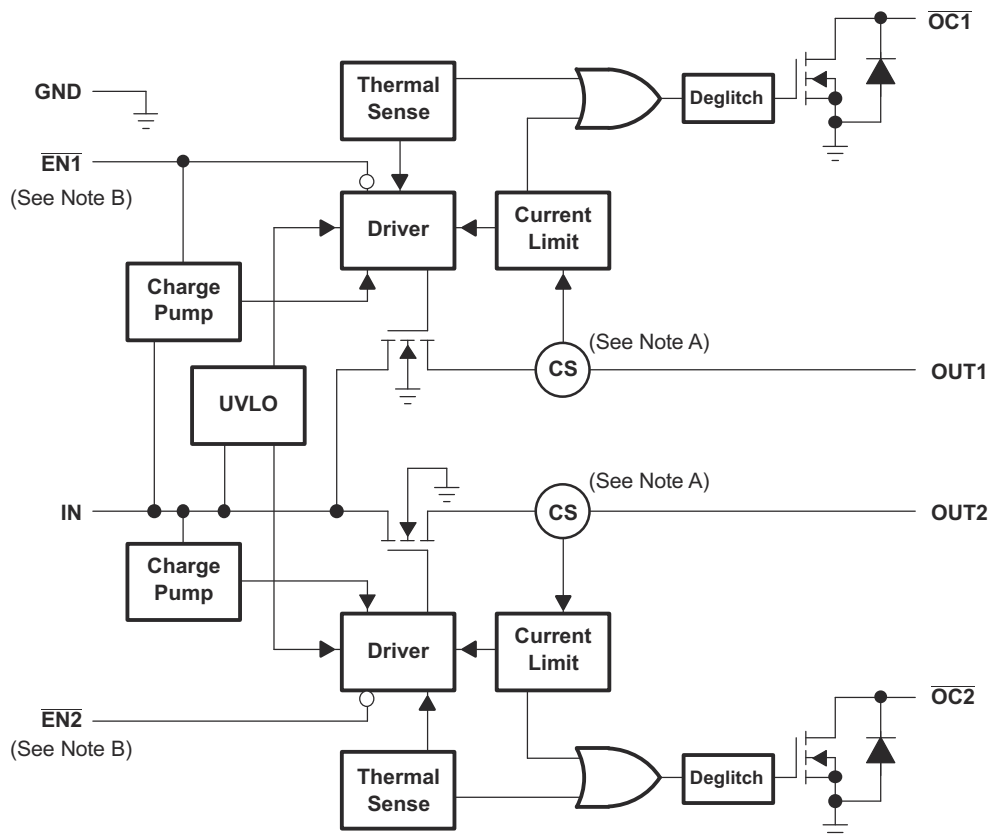 OC1
Thermal
Sense
Deglitch
GND
EN1
(See Note B)
Driver
Current
Limit
Charge
Pump
(See Note A)
CS
OUT1
UVLO
(See Note A)
IN
CS
OUT2
Charge
Pump
Driver
Current
Limit
OC2
EN2
(See Note B)
Thermal
Sense
Deglitch